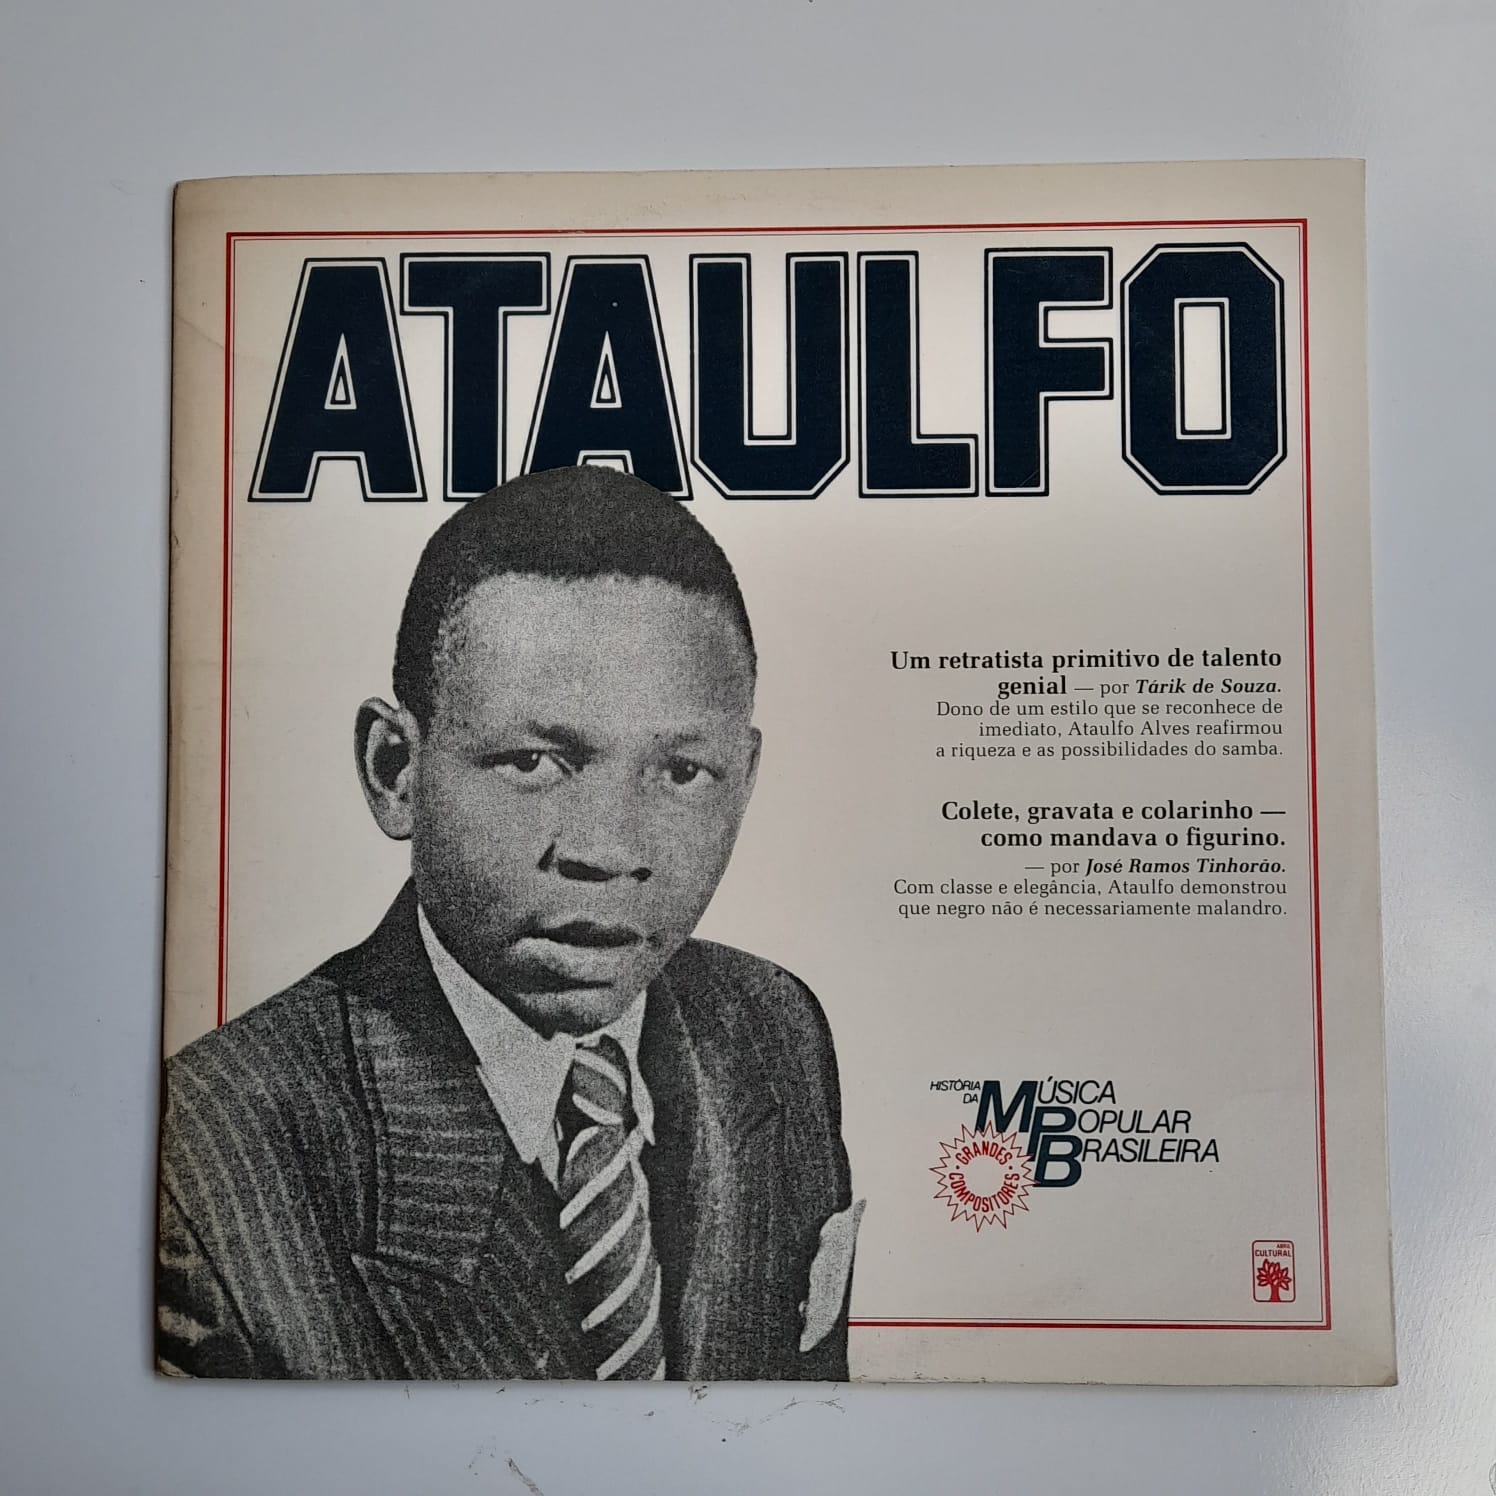 ATAULFO
Um retratista primitivo de talento
genial — por Tárik de Souza.
Dono de um estilo que se reconhece de
imediato, Ataulfo Alves reafirmou
a riqueza e as possibilidades do samba.
Colete, gravata e colarinho —
como mandava o figurino.
— por José Ramos Tinhorão.
Com classe e elegância, Ataulfo demonstrou
que negro não é necessariamente malandro.
HISTÓRIA
DA
MÚSICA
POPULAR
BRASILEIRA
GRANDES
COMPOSITORES
ABRIL
CULTURAL